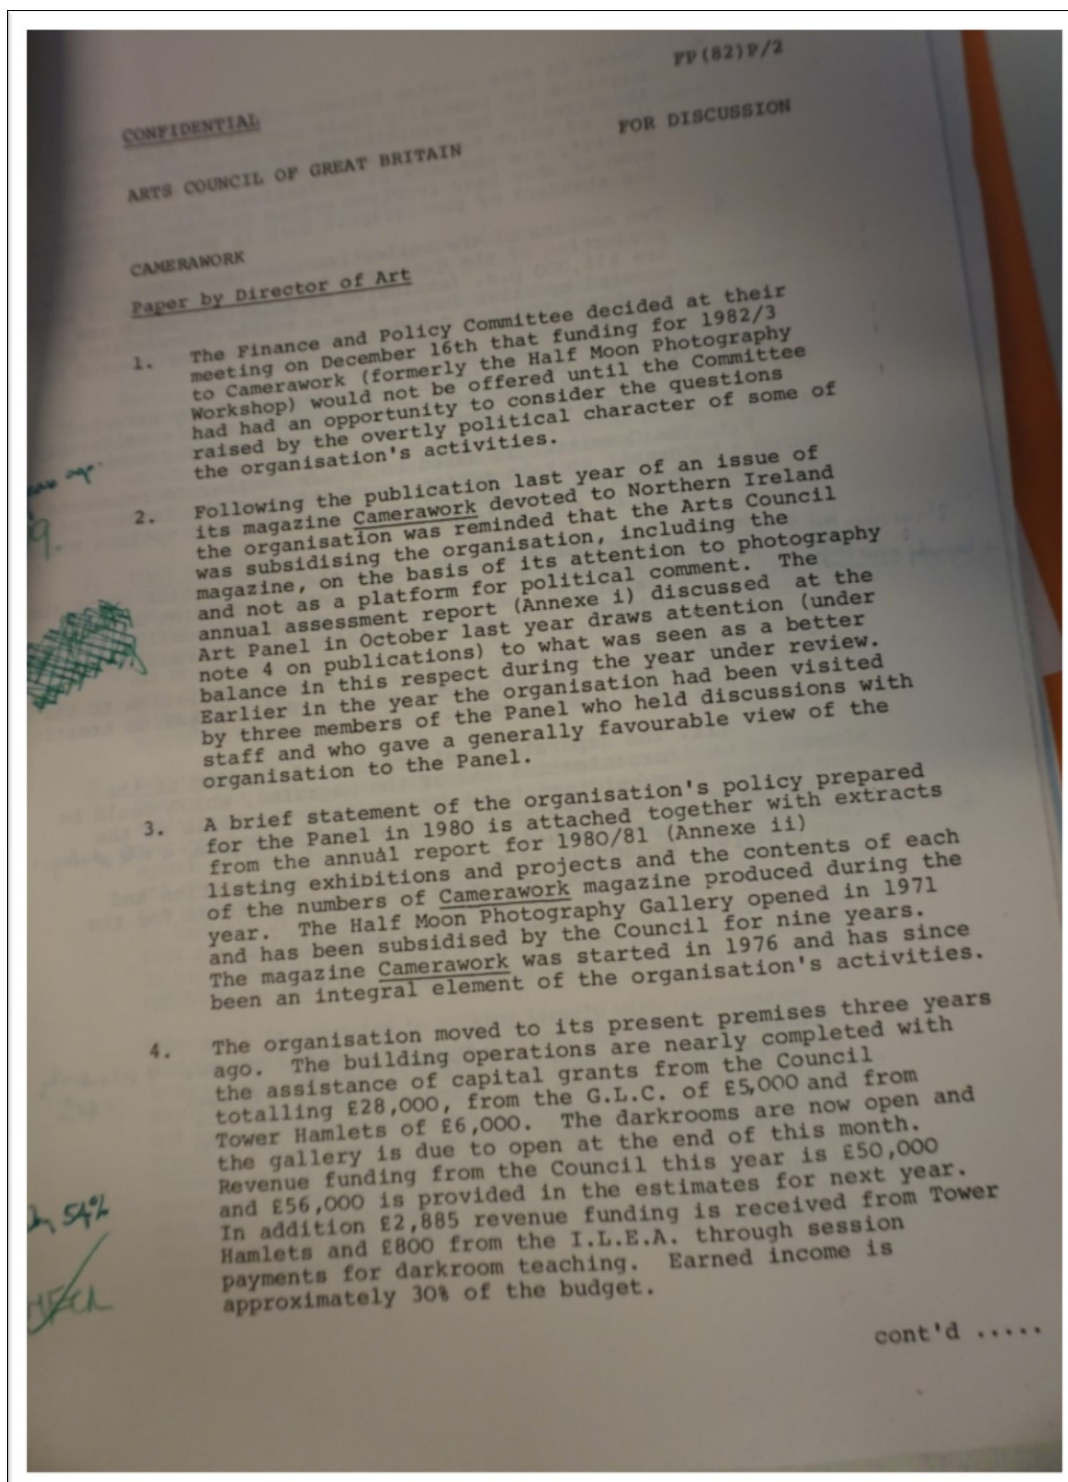 FP(82)P/2
CONFIDENTIAL
FOR DISCUSSION
ARTS COUNCIL OF GREAT BRITAIN
CAMERAWORK
Paper by Director of Art
1. The Finance and Policy Committee decided at their
meeting on December 16th that funding for 1982/3
to Camerawork (formerly the Half Moon Photography
Workshop) would not be offered until the Committee
had had an opportunity to consider the questions
raised by the overtly political character of some of
the organisation's activities.
2. Following the publication last year of an issue of
its magazine Camerawork devoted to Northern Ireland
the organisation was reminded that the Arts Council
was subsidising the organisation, including the
magazine, on the basis of its attention to photography
and not as a platform for political comment. The
annual assessment report (Annexe i) discussed at the
Art Panel in October last year draws attention (under
note 4 on publications) to what was seen as a better
balance in this respect during the year under review.
Earlier in the year the organisation had been visited
by three members of the Panel who held discussions with
staff and who gave a generally favourable view of the
organisation to the Panel.
3. A brief statement of the organisation's policy prepared
for the Panel in 1980 is attached together with extracts
from the annual report for 1980/81 (Annexe ii)
listing exhibitions and projects and the contents of each
of the numbers of Camerawork magazine produced during the
year. The Half Moon Photography Gallery opened in 1971
and has been subsidised by the Council for nine years.
The magazine Camerawork was started in 1976 and has since
been an integral element of the organisation's activities.
4. The organisation moved to its present premises three years
ago. The building operations are nearly completed with
the assistance of capital grants from the Council
totalling £28,000, from the G.L.C. of £5,000 and from
Tower Hamlets of £6,000. The darkrooms are now open and
the gallery is due to open at the end of this month.
Revenue funding from the Council this year is £50,000
and £56,000 is provided in the estimates for next year.
54%
In addition £2,885 revenue funding is received from Tower
Hamlets and £800 from the I.L.E.A. through session
payments for darkroom teaching. Earned income is
approximately 30% of the budget.
cont'd .....